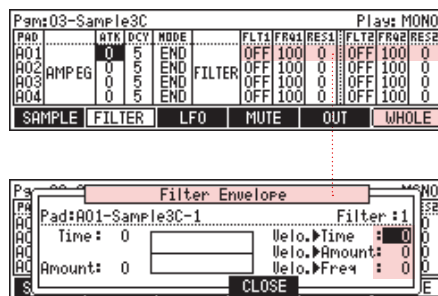 Pgm:03-Sample3C Play: MONO
PAD ATK DCY MODE FLT1 FRQ1 RES1 FLT2 FRQ2 RES2
A01 0 5 END OFF 100 0 OFF 100 0
A02 AMPEG 0 5 END FILTER OFF 100 0 OFF 100 0
A03 0 5 END OFF 100 0 OFF 100 0
A04 0 5 END OFF 100 0 OFF 100 0
SAMPLE FILTER LFO MUTE OUT WHOLE
Filter Envelope
Pad:A01-Sample3C-1 Filter :1
Time: 0 Velo.▶Time : 0
Velo.▶Amount: 0
Amount: 0 Velo.▶Freq : 0
CLOSE